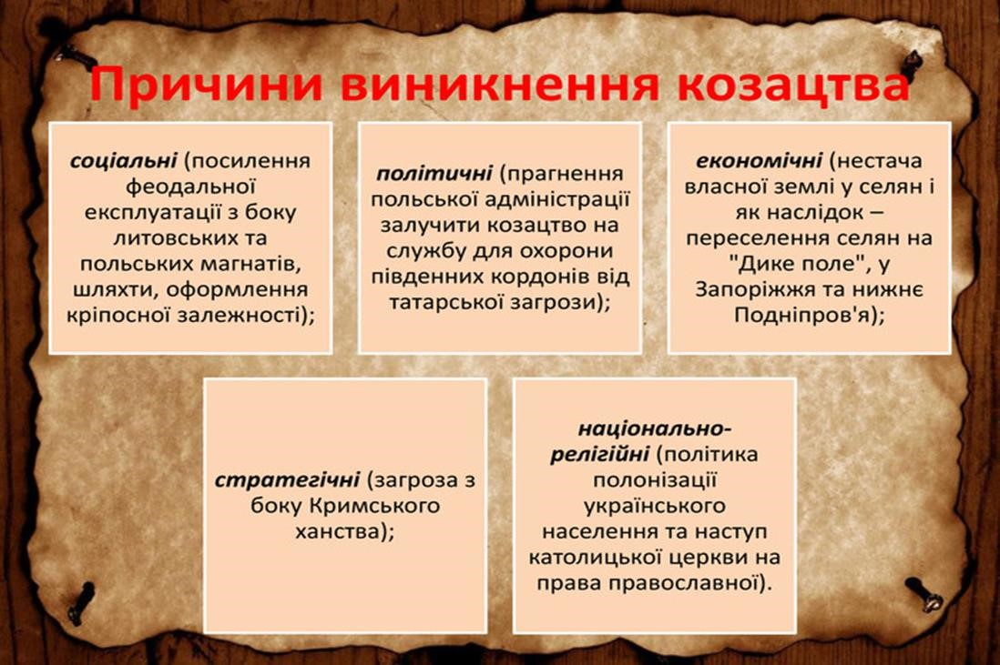 Причини виникнення козацтва
соціальні (посилення
феодальної
експлуатації з боку
литовських та
польських магнатів,
шляхти, оформлення
кріпосної залежності);
політичні (прагнення
польської адміністрації
залучити козацтво на
службу для охорони
південних кордонів від
татарської загрози);
економічні (нестача
власної землі у селян і
як наслідок –
переселення селян на
"Дике поле", у
Запоріжжя та нижнє
Подніпров'я);
стратегічні (загроза з
боку Кримського
ханства);
національно-
релігійні (політика
полонізації
українського
населення та наступ
католицької церкви на
права православної).